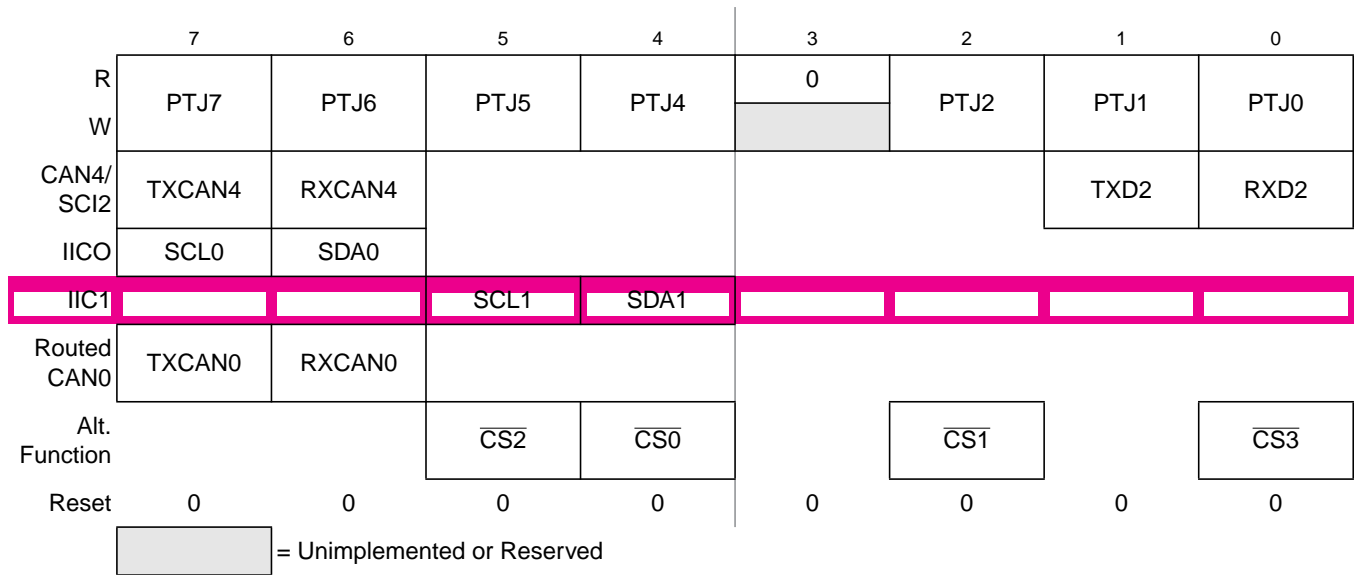 7 6 5 4 3 2 1 0
R PTJ7 PTJ6 PTJ5 PTJ4 0 PTJ2 PTJ1 PTJ0
W
CAN4/ SCI2 TXCAN4 RXCAN4 TXD2 RXD2
IICO SCL0 SDA0
IIC1 SCL1 SDA1
Routed CAN0 TXCAN0 RXCAN0
Alt. Function CS2 CS0 CS1 CS3
Reset 0 0 0 0 0 0 0 0
= Unimplemented or Reserved